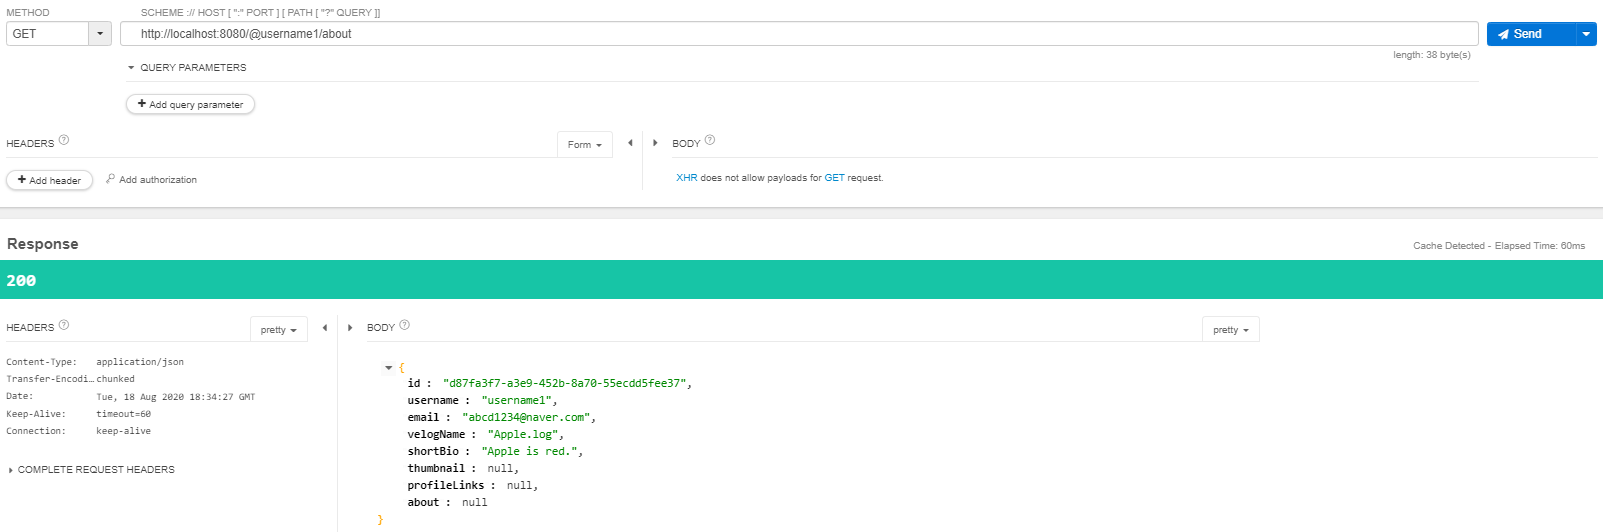 METHOD
SCHEME :// HOST [ ":" PORT ] [ PATH [ "?" QUERY ]]
GET
http://localhost:8080/@username1/about
Send
length: 38 byte(s)
QUERY PARAMETERS
+ Add query parameter
HEADERS ?
Form
BODY ?
+ Add header
Add authorization
XHR does not allow payloads for GET request.
Response
Cache Detected - Elapsed Time: 60ms
200
HEADERS ?
pretty
BODY ?
pretty
Content-Type: application/json
Transfer-Encodi… chunked
Date: Tue, 18 Aug 2020 18:34:27 GMT
Keep-Alive: timeout=60
Connection: keep-alive
COMPLETE REQUEST HEADERS
{
id : "d87fa3f7-a3e9-452b-8a70-55ecdd5fee37",
username : "username1",
email : "abcd1234@naver.com",
velogName : "Apple.log",
shortBio : "Apple is red.",
thumbnail : null,
profileLinks : null,
about : null
}